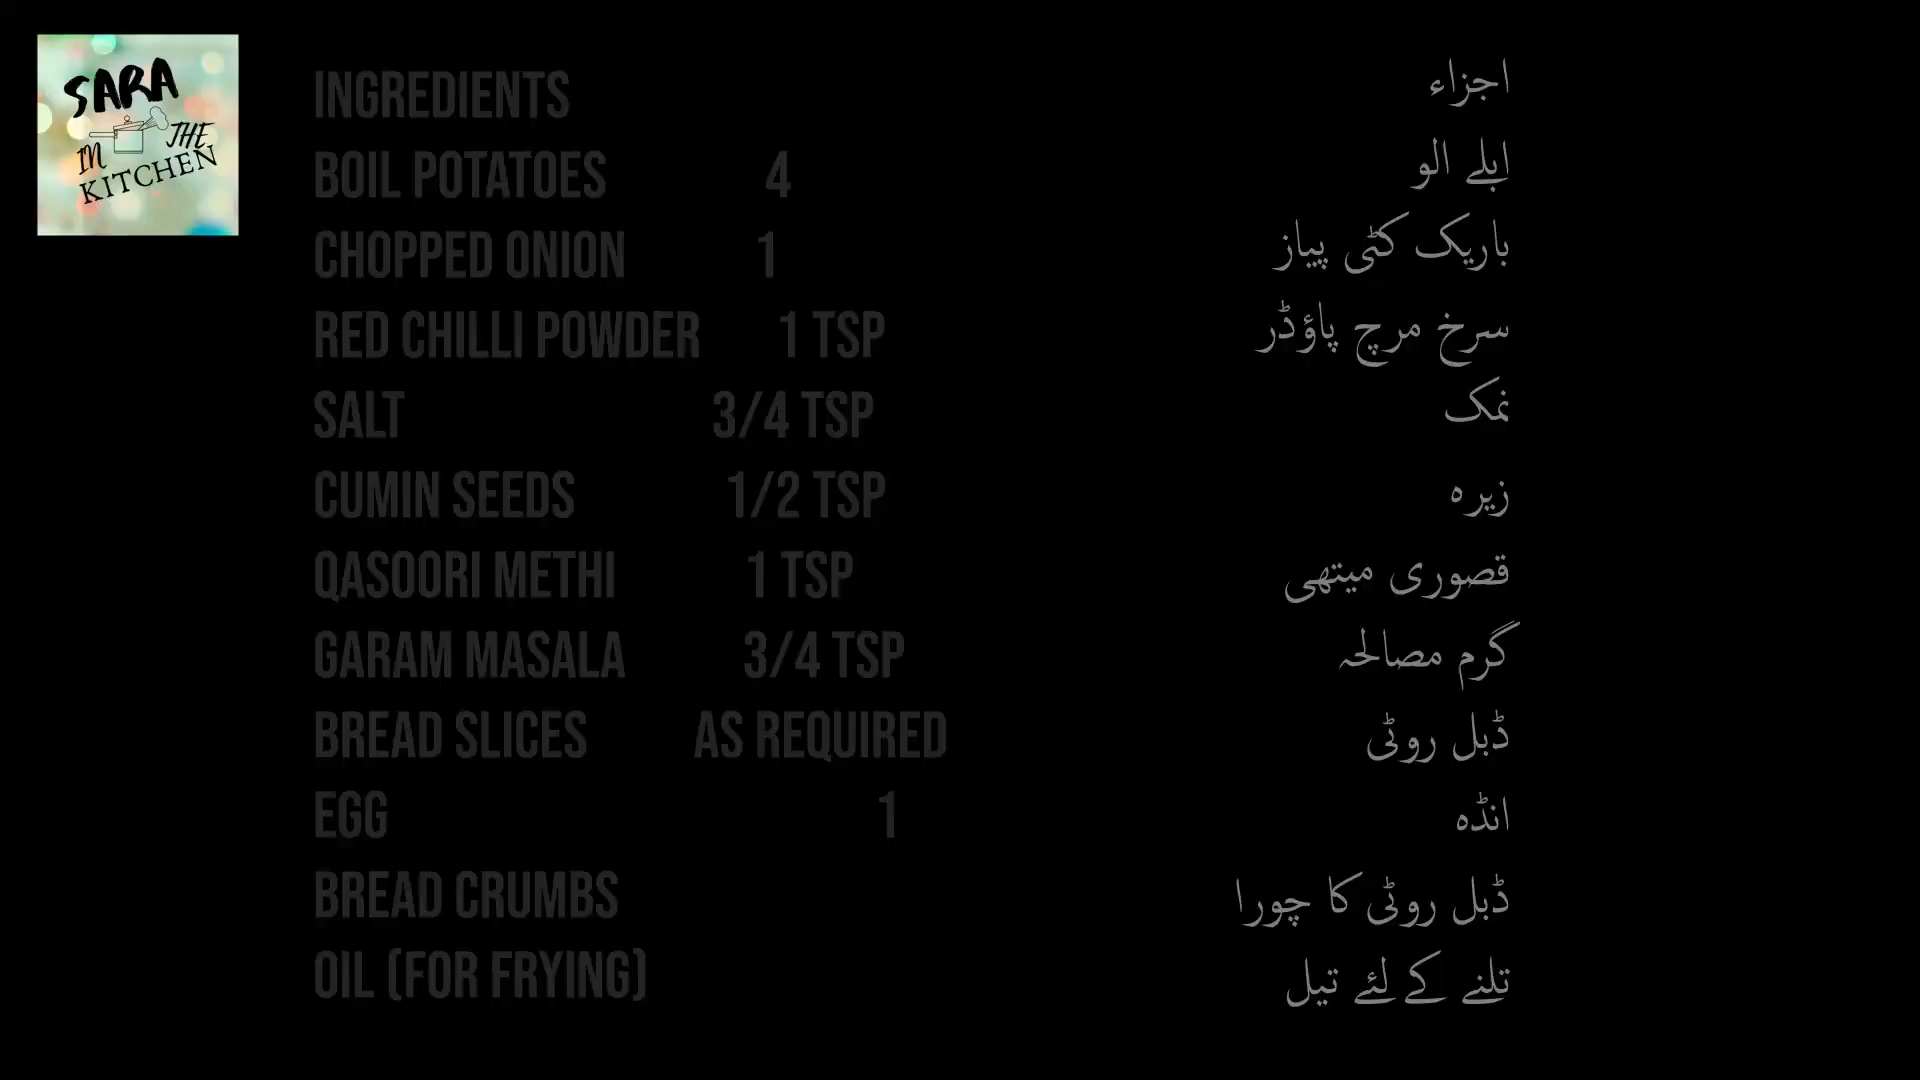 SARA
IN THE
KITCHEN
INGREDIENTS
BOIL POTATOES 4
CHOPPED ONION 1
RED CHILLI POWDER 1 TSP
SALT 3/4 TSP
CUMIN SEEDS 1/2 TSP
QASOORI METHI 1 TSP
GARAM MASALA 3/4 TSP
BREAD SLICES AS REQUIRED
EGG 1
BREAD CRUMBS
OIL (FOR FRYING)
اجزاء
ابلے الو
باریک کٹی پیاز
سرخ مرچ پاؤڈر
نمک
زیرہ
قصوری میتھی
گرم مصالحہ
ڈبل روٹی
انڈہ
ڈبل روٹی کا چورا
تلنے کے لئے تیل